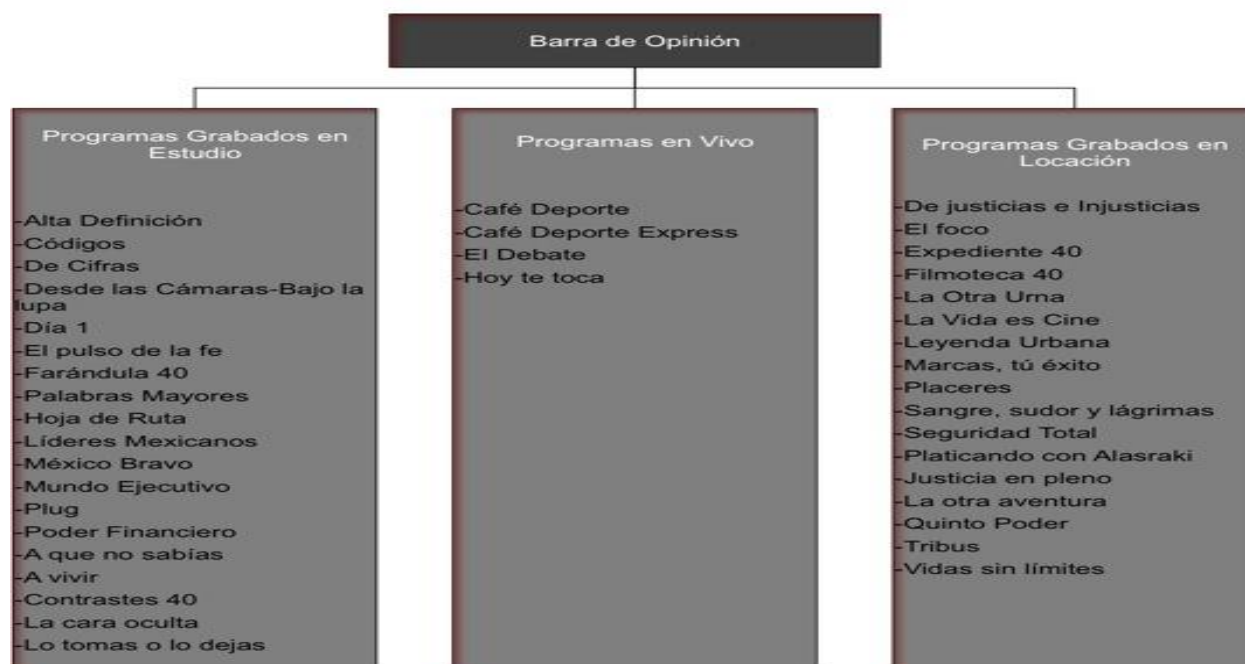 Barra de Opinión
Programas Grabados en
Estudio
-Alta Definición
-Códigos
-De Cifras
-Desde las Cámaras-Bajo la
lupa
-Día 1
-El pulso de la fe
-Farándula 40
-Palabras Mayores
-Hoja de Ruta
-Líderes Mexicanos
-México Bravo
-Mundo Ejecutivo
-Plug
-Poder Financiero
-A que no sabías
-A vivir
-Contrastes 40
-La cara oculta
-Lo tomas o lo dejas
Programas en Vivo
-Café Deporte
-Café Deporte Express
-El Debate
-Hoy te toca
Programas Grabados en
Locación
-De justicias e Injusticias
-El foco
-Expediente 40
-Filmoteca 40
-La Otra Urna
-La Vida es Cine
-Leyenda Urbana
-Marcas, tú éxito
-Placeres
-Sangre, sudor y lágrimas
-Seguridad Total
-Platicando con Alasraki
-Justicia en pleno
-La otra aventura
-Quinto Poder
-Tribus
-Vidas sin límites